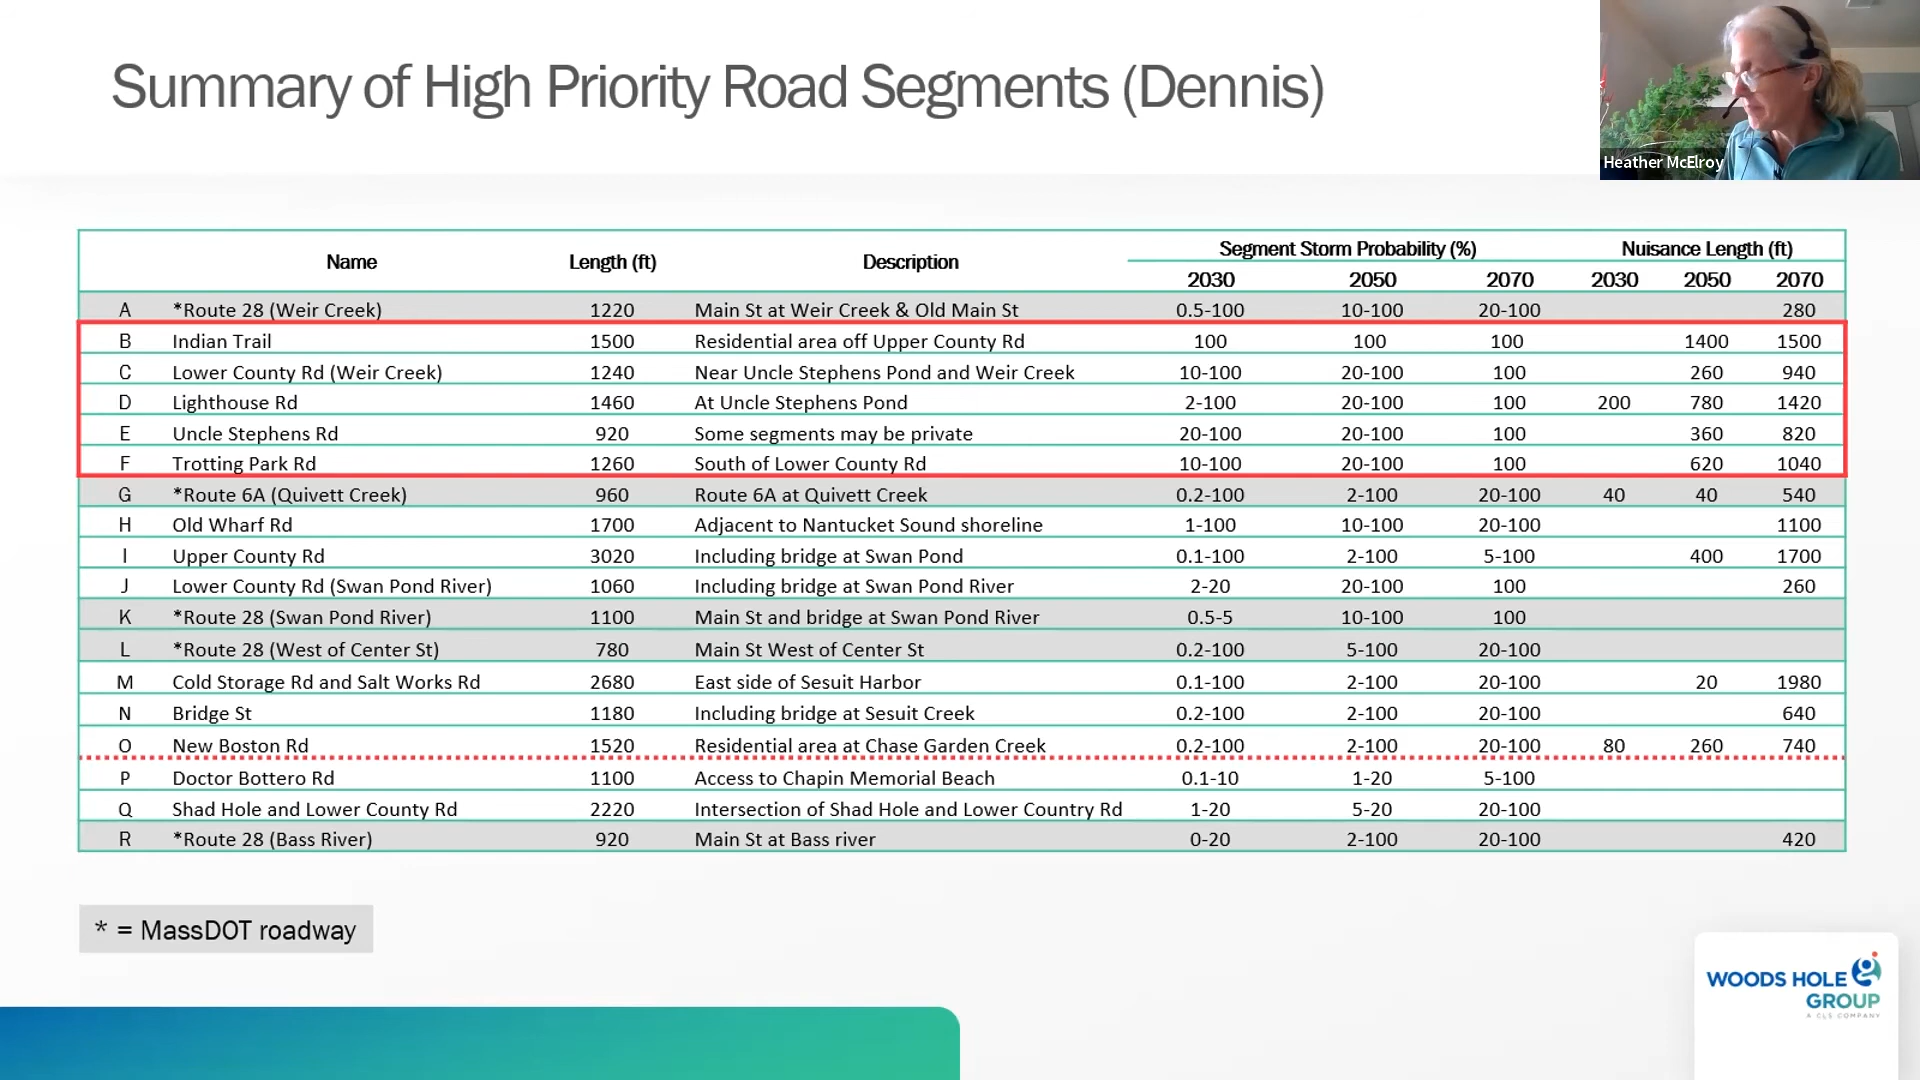 Summary of High Priority Road Segments (Dennis)
Heather McElroy
Name Length (ft) Description Segment Storm Probability (%) Nuisance Length (ft)
2030 2050 2070 2030 2050 2070
A *Route 28 (Weir Creek) 1220 Main St at Weir Creek & Old Main St 0.5-100 10-100 20-100 280
B Indian Trail 1500 Residential area off Upper County Rd 100 100 100 1400 1500
C Lower County Rd (Weir Creek) 1240 Near Uncle Stephens Pond and Weir Creek 10-100 20-100 100 260 940
D Lighthouse Rd 1460 At Uncle Stephens Pond 2-100 20-100 100 200 780 1420
E Uncle Stephens Rd 920 Some segments may be private 20-100 20-100 100 360 820
F Trotting Park Rd 1260 South of Lower County Rd 10-100 20-100 100 620 1040
G *Route 6A (Quivett Creek) 960 Route 6A at Quivett Creek 0.2-100 2-100 20-100 40 40 540
H Old Wharf Rd 1700 Adjacent to Nantucket Sound shoreline 1-100 10-100 20-100 1100
I Upper County Rd 3020 Including bridge at Swan Pond 0.1-100 2-100 5-100 400 1700
J Lower County Rd (Swan Pond River) 1060 Including bridge at Swan Pond River 2-20 20-100 100 260
K *Route 28 (Swan Pond River) 1100 Main St and bridge at Swan Pond River 0.5-5 10-100 100
L *Route 28 (West of Center St) 780 Main St West of Center St 0.2-100 5-100 20-100
M Cold Storage Rd and Salt Works Rd 2680 East side of Sesuit Harbor 0.1-100 2-100 20-100 20 1980
N Bridge St 1180 Including bridge at Sesuit Creek 0.2-100 2-100 20-100 640
O New Boston Rd 1520 Residential area at Chase Garden Creek 0.2-100 2-100 20-100 80 260 740
P Doctor Bottero Rd 1100 Access to Chapin Memorial Beach 0.1-10 1-20 5-100
Q Shad Hole and Lower County Rd 2220 Intersection of Shad Hole and Lower Country Rd 1-20 5-20 20-100
R *Route 28 (Bass River) 920 Main St at Bass river 0-20 2-100 20-100 420
* = MassDOT roadway
WOODS HOLE
GROUP
A CLS COMPANY